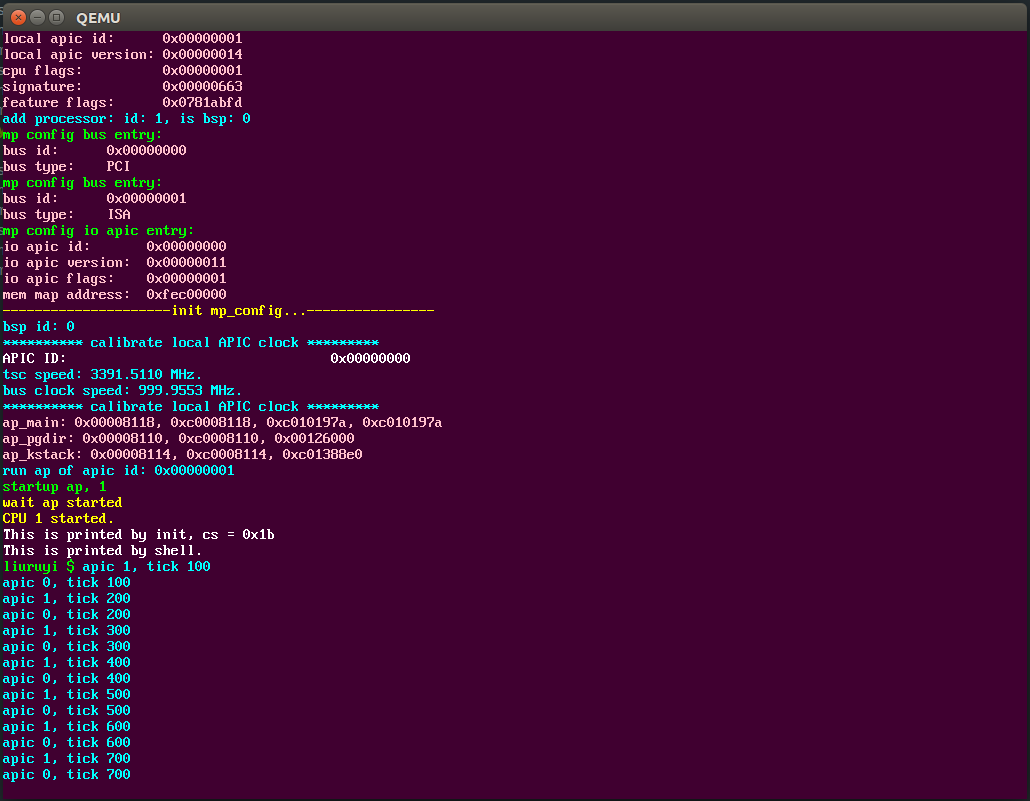 QEMU
local apic id:      0x00000001
local apic version: 0x00000014
cpu flags:          0x00000001
signature:          0x00000663
feature flags:      0x0781abfd
add processor: id: 1, is bsp: 0
mp config bus entry:
bus id:      0x00000000
bus type:    PCI
mp config bus entry:
bus id:      0x00000001
bus type:    ISA
mp config io apic entry:
io apic id:       0x00000000
io apic version:  0x00000011
io apic flags:    0x00000001
mem map address:  0xfec00000
---------------------init mp_config...----------------
bsp id: 0
********** calibrate local APIC clock *********
APIC ID:                                 0x00000000
tsc speed: 3391.5110 MHz.
bus clock speed: 999.9553 MHz.
********** calibrate local APIC clock *********
ap_main: 0x00008118, 0xc0008118, 0xc010197a, 0xc010197a
ap_pgdir: 0x00008110, 0xc0008110, 0x00126000
ap_kstack: 0x00008114, 0xc0008114, 0xc01388e0
run ap of apic id: 0x00000001
startup ap, 1
wait ap started
CPU 1 started.
This is printed by init, cs = 0x1b
This is printed by shell.
liuruyi $ apic 1, tick 100
apic 0, tick 100
apic 1, tick 200
apic 0, tick 200
apic 1, tick 300
apic 0, tick 300
apic 1, tick 400
apic 0, tick 400
apic 1, tick 500
apic 0, tick 500
apic 1, tick 600
apic 0, tick 600
apic 1, tick 700
apic 0, tick 700